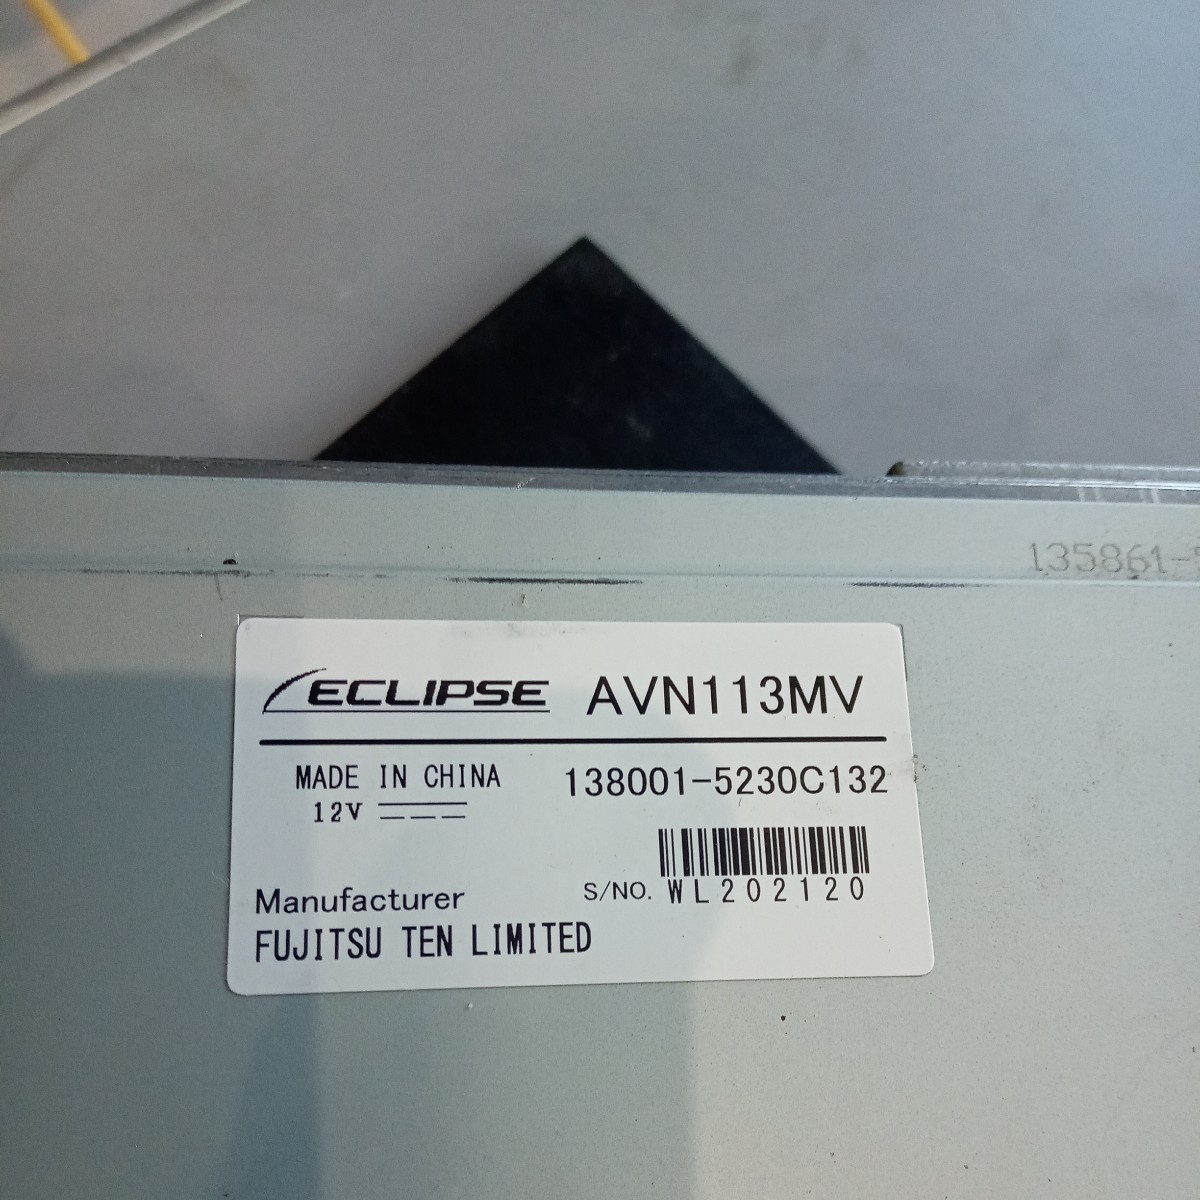 135861-
ECLIPSE AVN113MV
MADE IN CHINA 138001-5230C132
12V
S/NO. WL202120
Manufacturer
FUJITSU TEN LIMITED